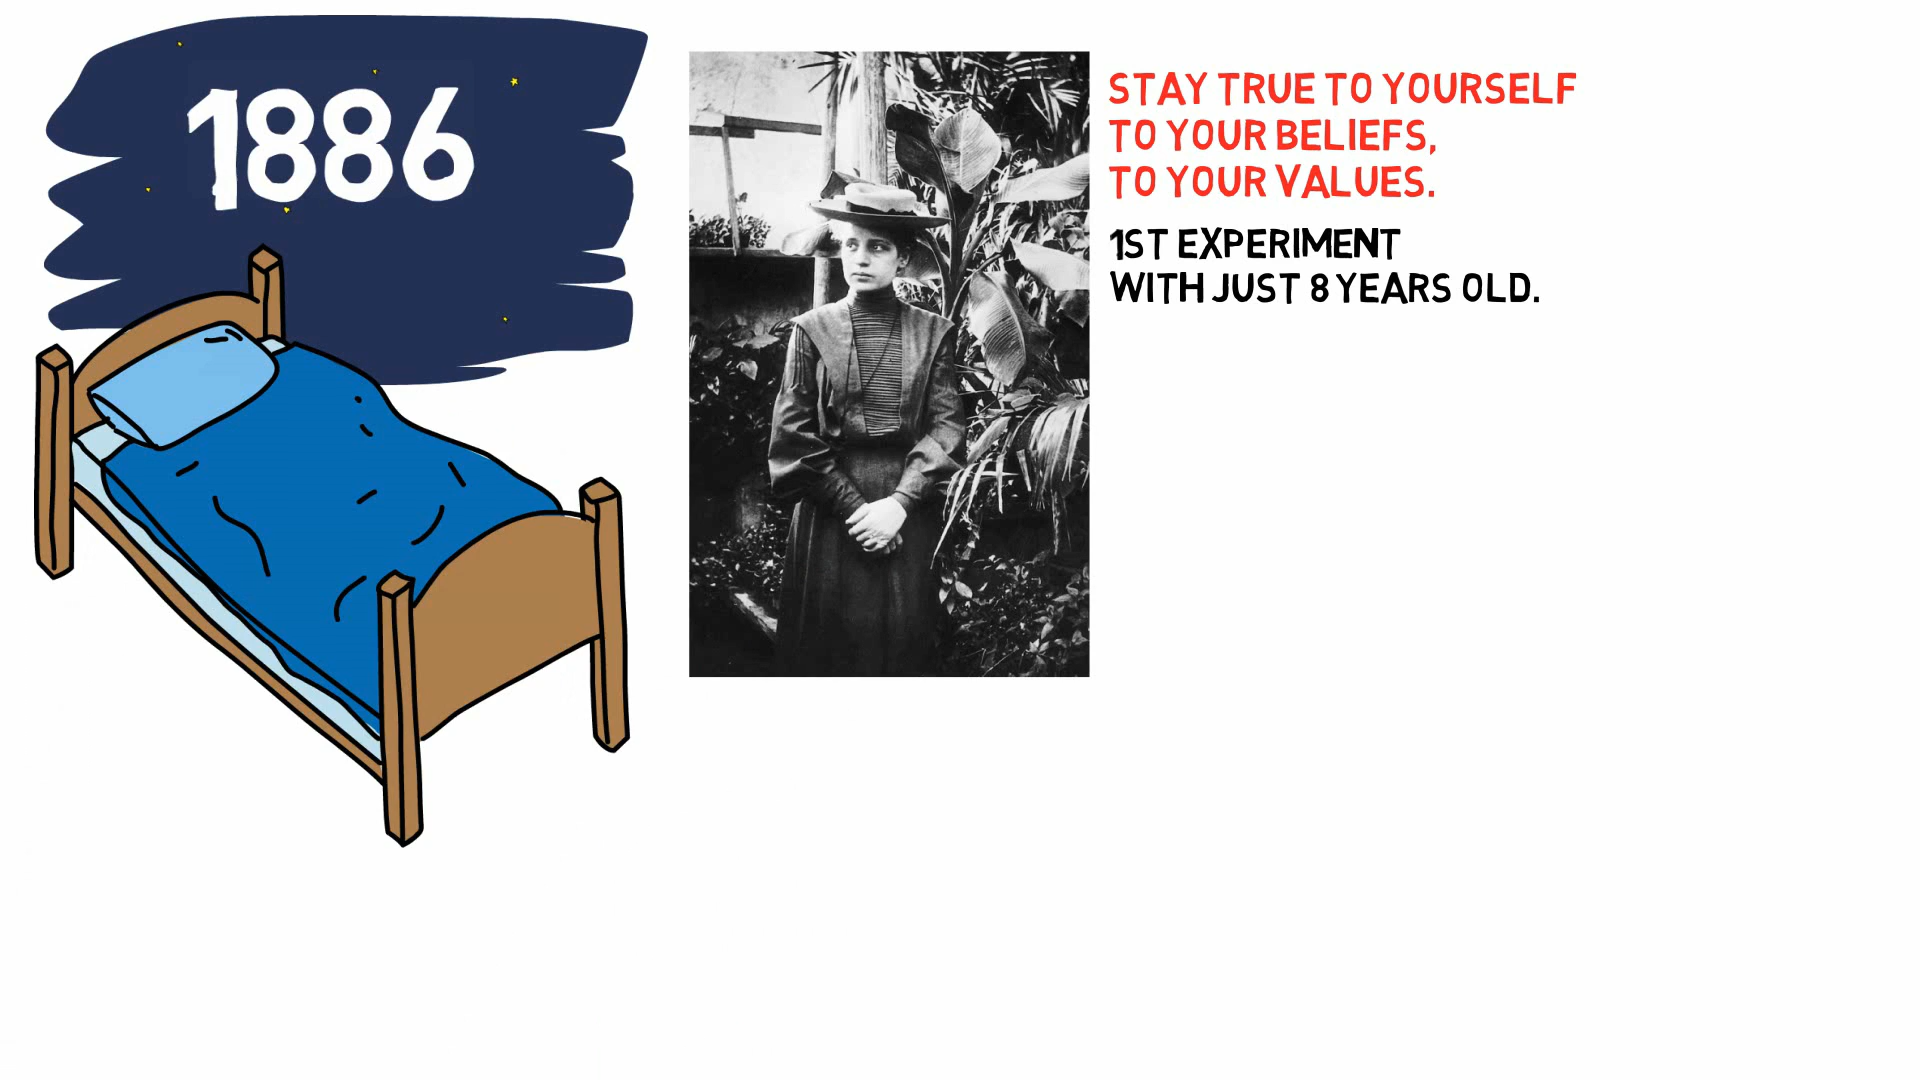 1886
STAY TRUE TO YOURSELF
TO YOUR BELIEFS,
TO YOUR VALUES.
1ST EXPERIMENT
WITH JUST 8 YEARS OLD.